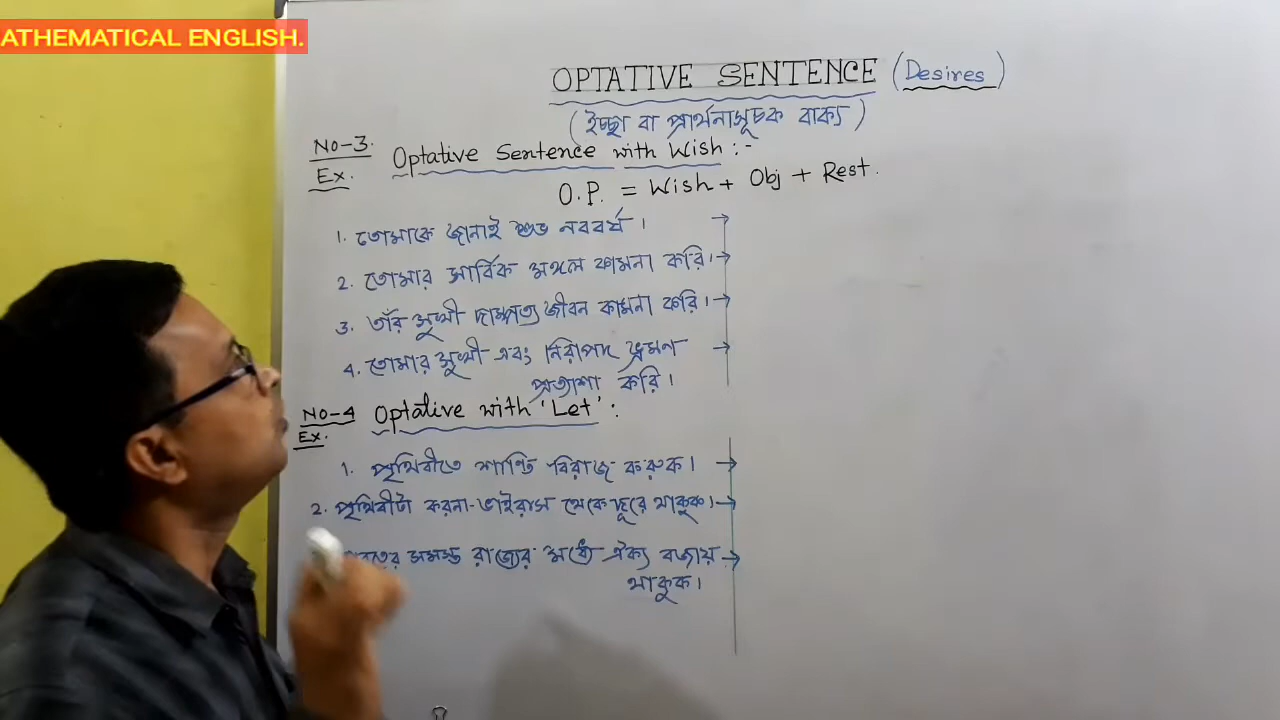 ATHEMATICAL ENGLISH.
OPTATIVE SENTENCE (Desires)
(ইচ্ছা বা প্রার্থনাসূচক বাক্য)
No-3. Optative Sentence with Wish :-
Ex.
O.P. = Wish + Obj + Rest.
1. তোমাকে জানাই শুভ নববর্ষ। →
2. তোমার সার্বিক মঙ্গল কামনা করি। →
3. তাঁর সুখী দাম্পত্য জীবন কামনা করি। →
4. তোমার সুখী এবং নিরাপদ ভ্রমণ →
প্রত্যাশা করি।
No-4 Optative with 'Let' :
Ex.
1. পৃথিবীতে শান্তি বিরাজ করুক। →
2. পৃথিবীটা করনা-ভাইরাস থেকে দূরে থাকুক। →
সমস্ত রাজ্যের মধ্যে ঐক্য বজায় →
থাকুক।